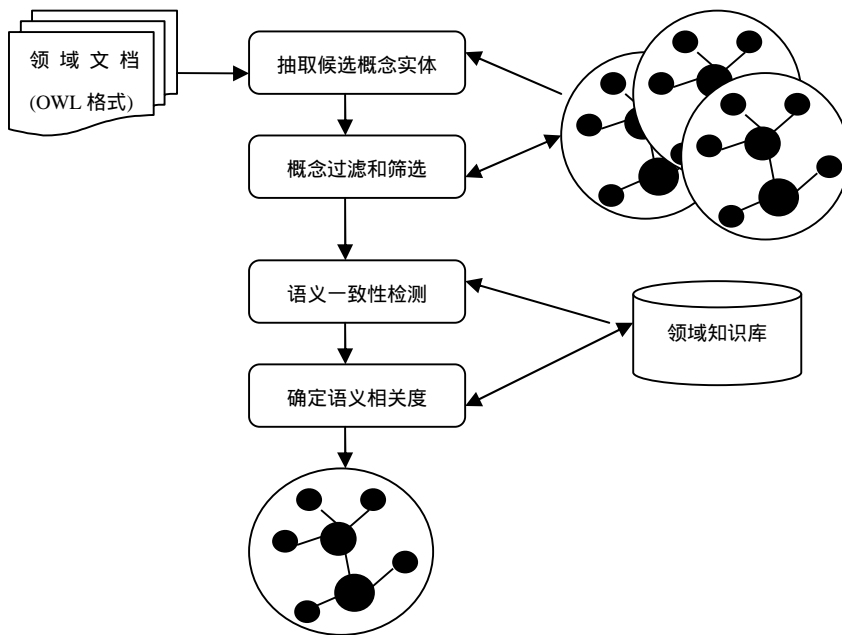 领 域 文 档
(OWL 格式)
抽取候选概念实体
概念过滤和筛选
语义一致性检测
领域知识库
确定语义相关度